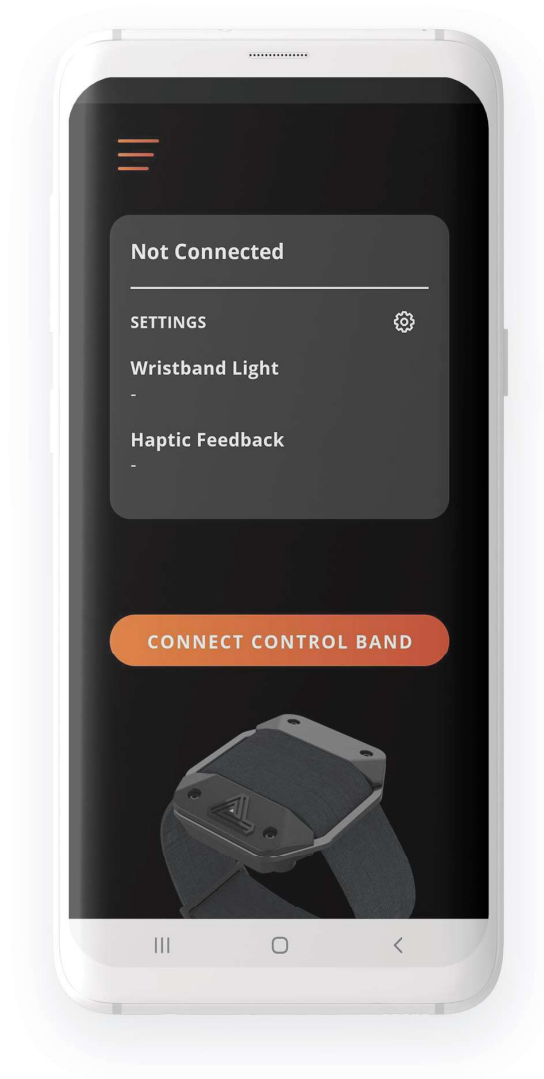 Not Connected
SETTINGS
Wristband Light
-
Haptic Feedback
-
CONNECT CONTROL BAND